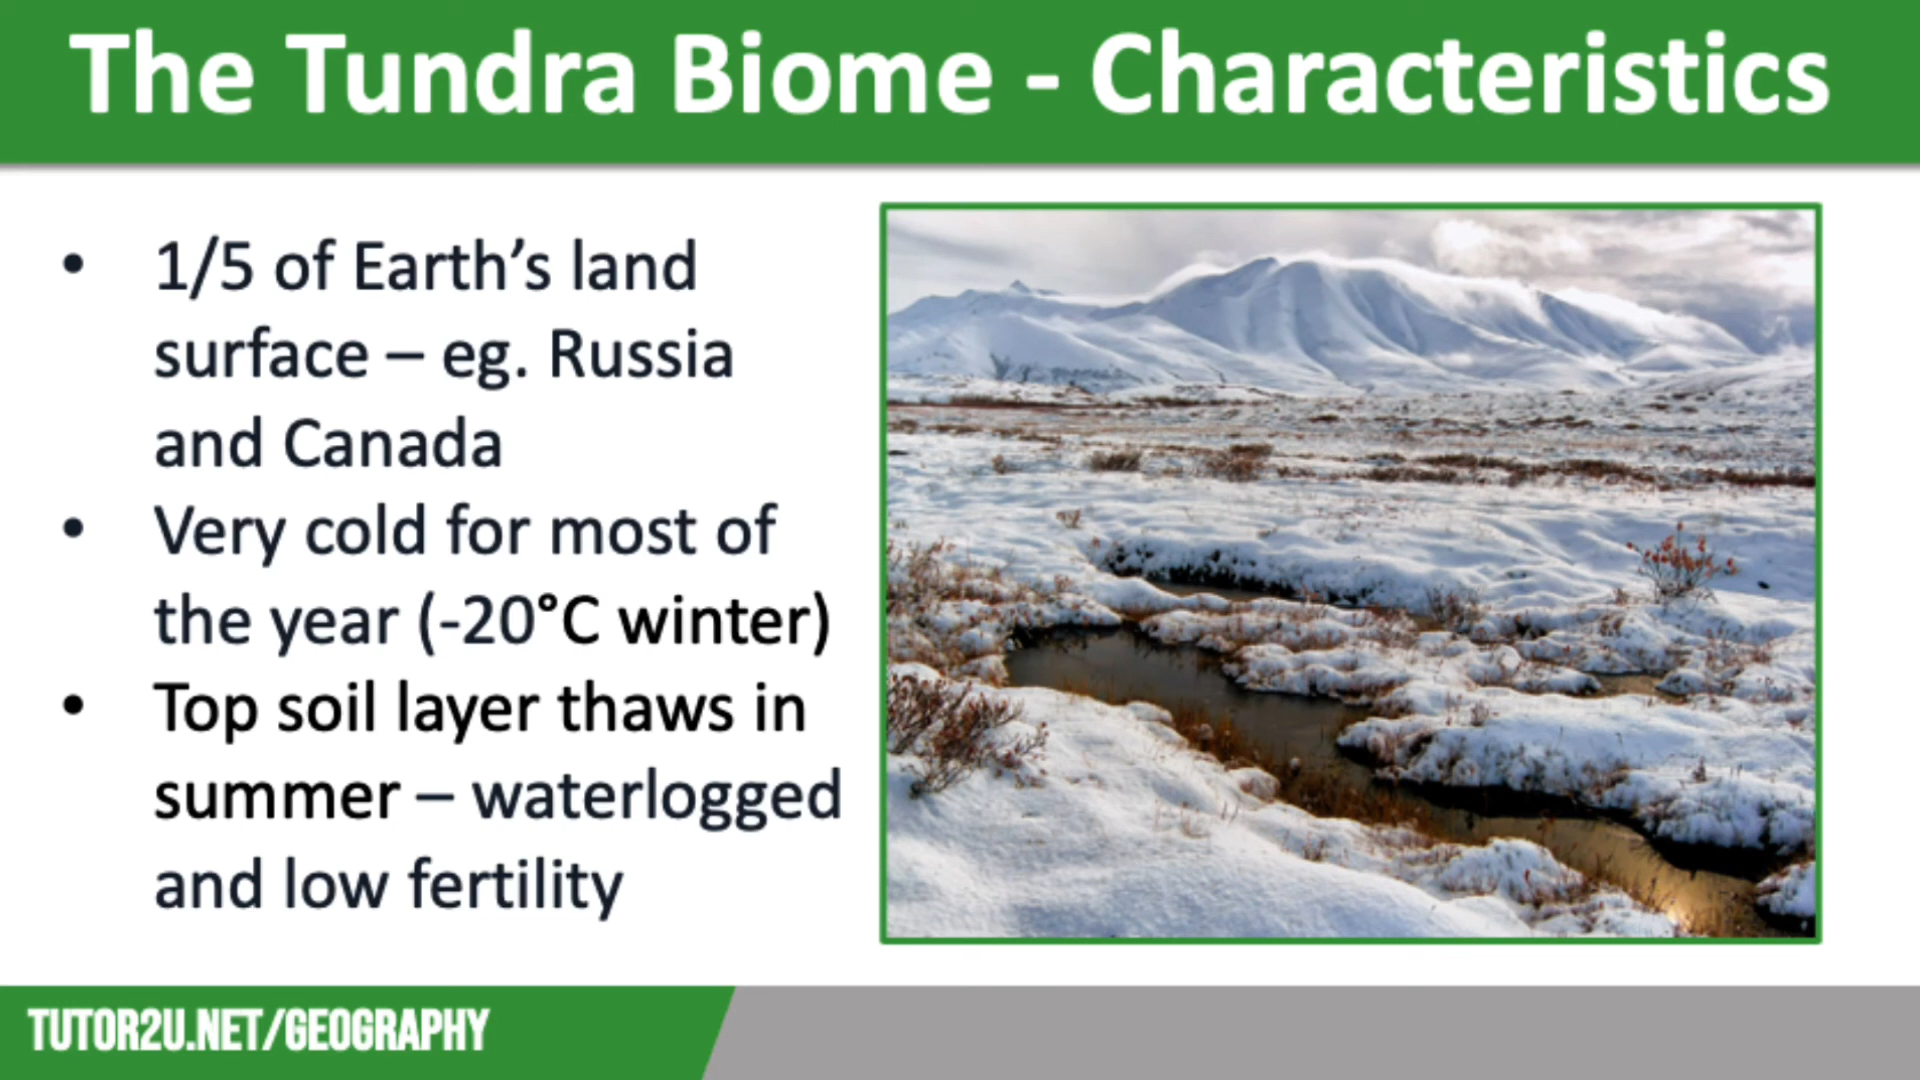 The Tundra Biome - Characteristics
• 1/5 of Earth’s land
surface – eg. Russia
and Canada
• Very cold for most of
the year (-20°C winter)
• Top soil layer thaws in
summer – waterlogged
and low fertility
TUTOR2U.NET/GEOGRAPHY